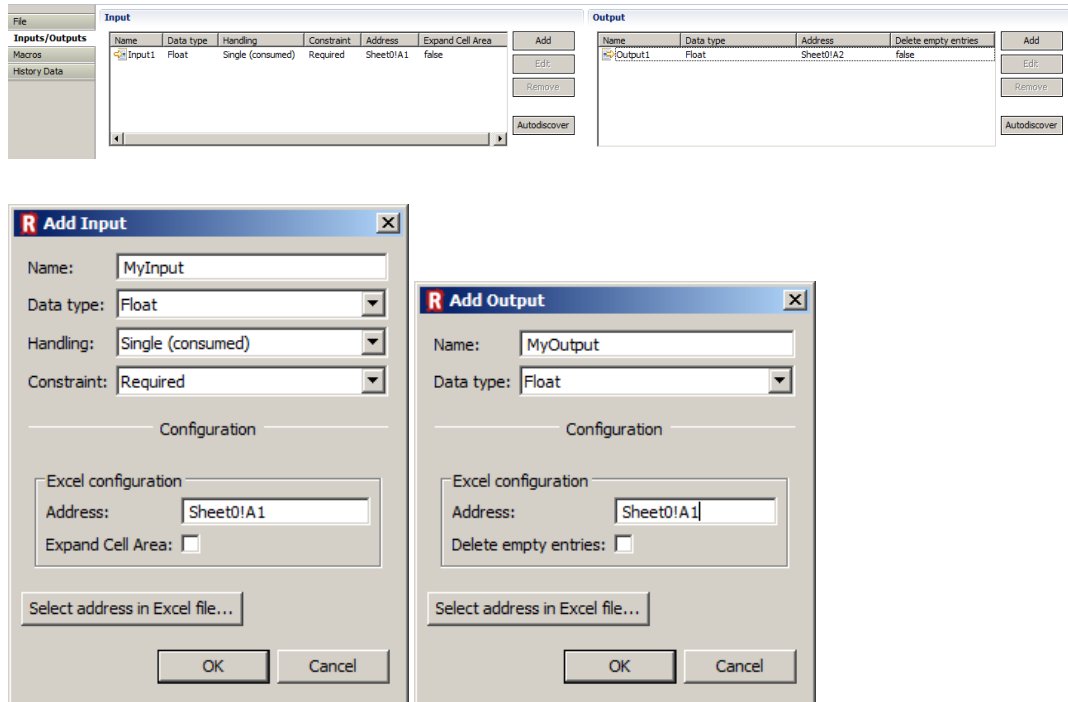 File
Inputs/Outputs
Macros
History Data
Input
Name Data type Handling Constraint Address Expand Cell Area
Input1 Float Single (consumed) Required Sheet0!A1 false
Add
Edit
Remove
Autodiscover
Output
Name Data type Address Delete empty entries
Output1 Float Sheet0!A2 false
Add
Edit
Remove
Autodiscover
R Add Input
Name: MyInput
Data type: Float
Handling: Single (consumed)
Constraint: Required
Configuration
Excel configuration
Address: Sheet0!A1
Expand Cell Area:
Select address in Excel file...
OK Cancel
R Add Output
Name: MyOutput
Data type: Float
Configuration
Excel configuration
Address: Sheet0!A1
Delete empty entries:
Select address in Excel file...
OK Cancel